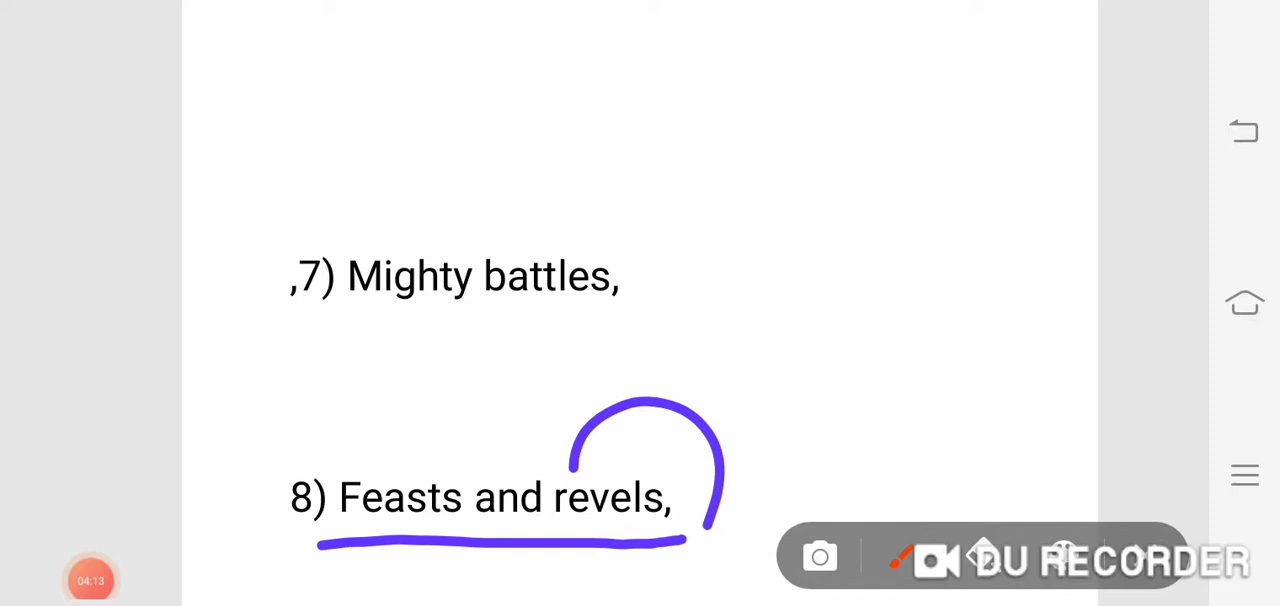 ,7) Mighty battles,
8) Feasts and revels,
04:13
DU RECORDER